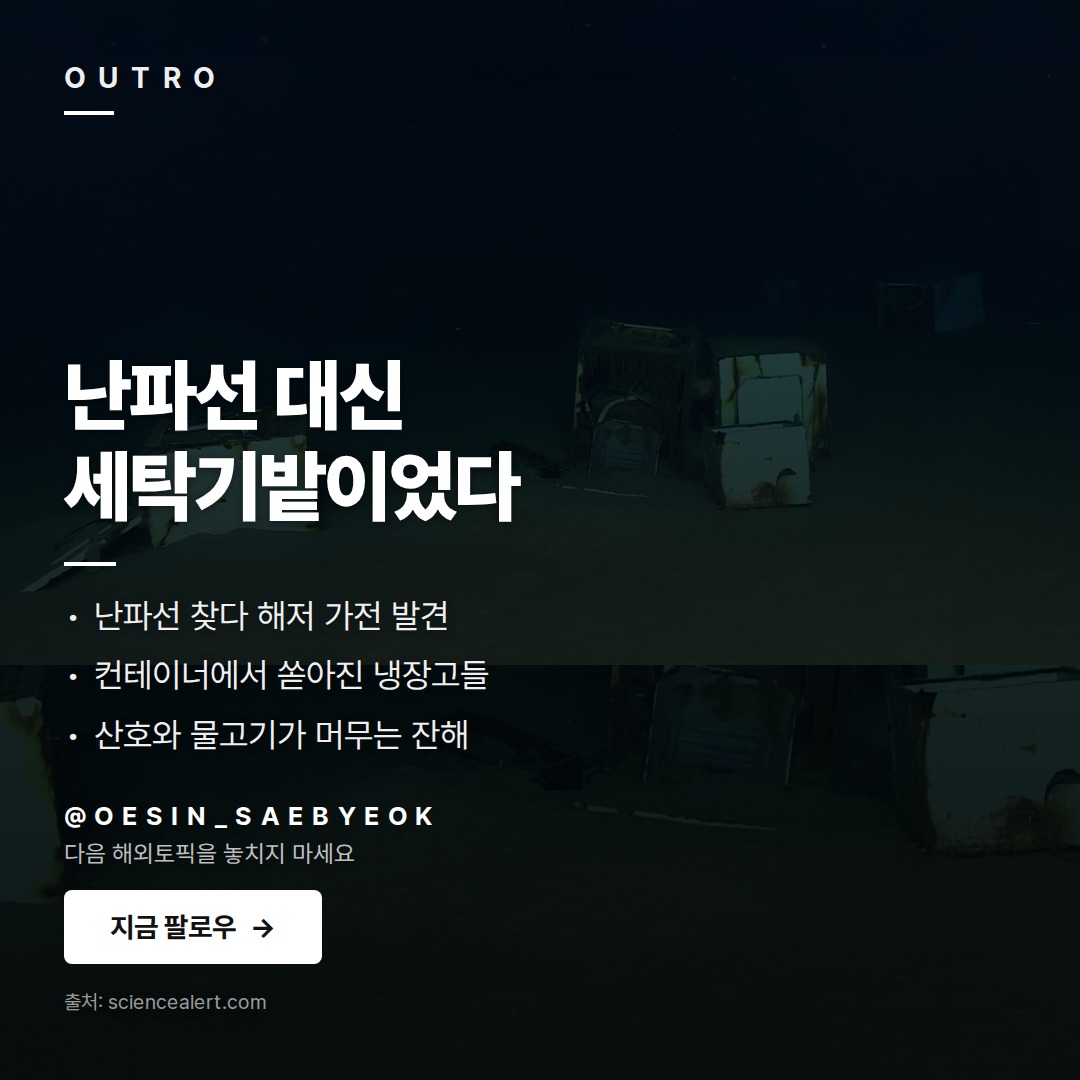 OUTRO
난파선 대신
세탁기밭이었다
• 난파선 찾다 해저 가전 발견
• 컨테이너에서 쏟아진 냉장고들
• 산호와 물고기가 머무는 잔해
@OESIN_SAEBYEOK
다음 해외토픽을 놓치지 마세요
지금 팔로우 →
출처: sciencealert.com